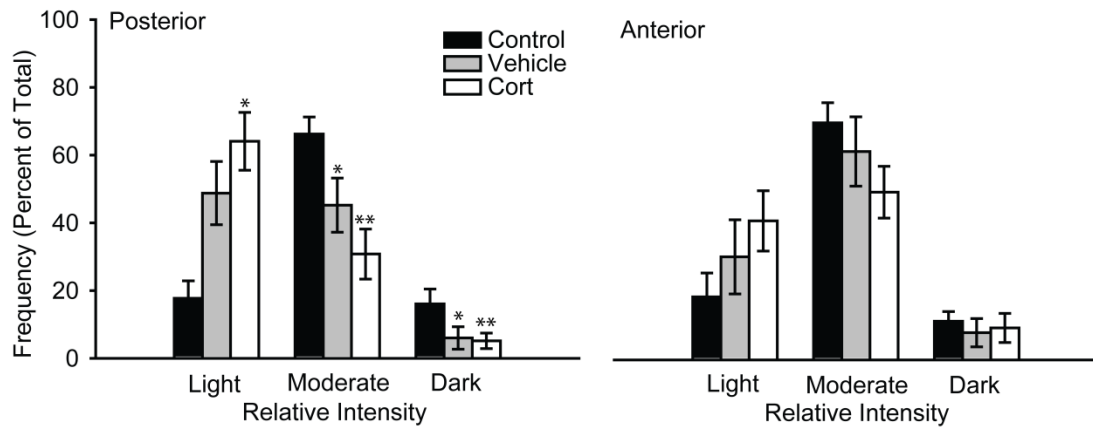 Posterior
Anterior
Control
Vehicle
Cort
Frequency (Percent of Total)
100
80
60
40
20
0
*
*
**
*
**
Light Moderate Dark
Relative Intensity
Light Moderate Dark
Relative Intensity